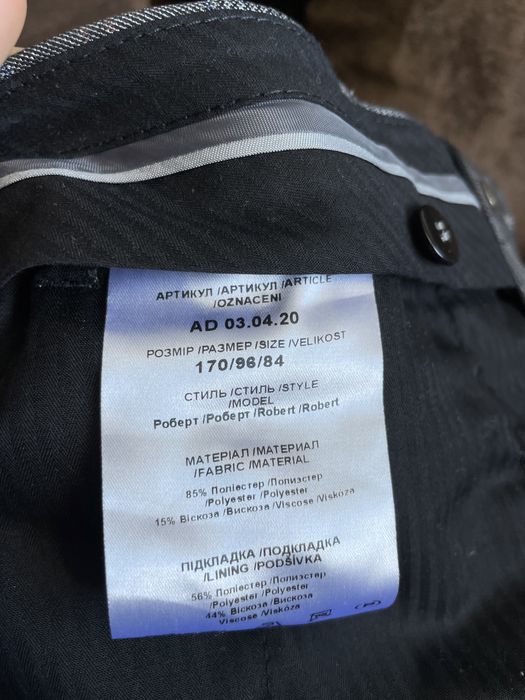 АРТИКУЛ /АРТИКУЛ /ARTICLE
/OZNACENI
AD 03.04.20
РОЗМІР /РАЗМЕР /SIZE /VELIKOST
170/96/84
СТИЛЬ /СТИЛЬ /STYLE
/MODEL
Роберт /Роберт /Robert /Robert
МАТЕРІАЛ /МАТЕРИАЛ
/FABRIC /MATERIAL
85% Поліестер /Полиэстер
/Polyester /Polyester
15% Віскоза /Вискоза /Viscose /Viskóza
ПІДКЛАДКА /ПОДКЛАДКА
/LINING /PODŠÍVKA
56% Поліестер /Полиэстер
/Polyester /Polyester
44% Віскоза /Вискоза
Viscose /Viskóza